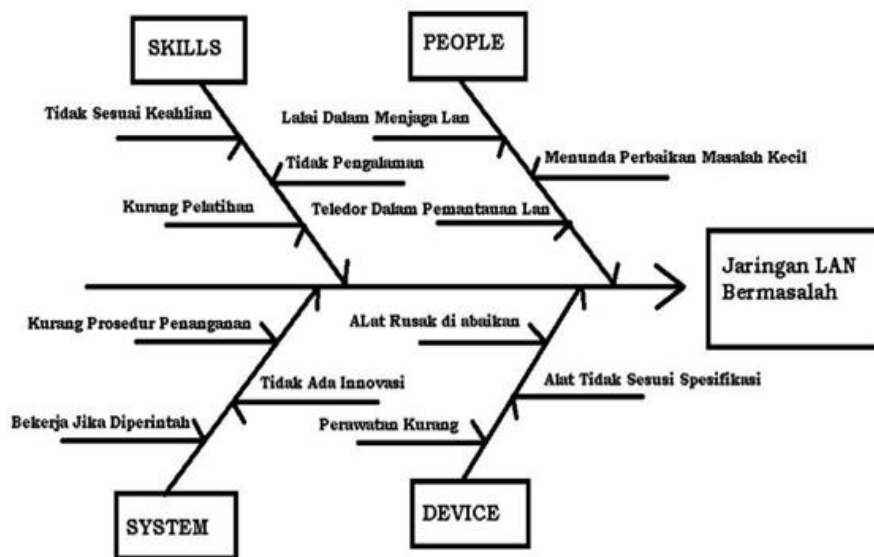 SKILLS
PEOPLE
Tidak Sesuai Keahlian
Lalai Dalam Menjaga Lan
Tidak Pengalaman
Menunda Perbaikan Masalah Kecil
Kurang Pelatihan
Teledor Dalam Pemantauan Lan
Jaringan LAN
Bermasalah
Kurang Prosedur Penanganan
ALat Rusak di abaikan
Tidak Ada Innovasi
Alat Tidak Sesusi Spesifikasi
Bekerja Jika Diperintah
Perawatan Kurang
SYSTEM
DEVICE